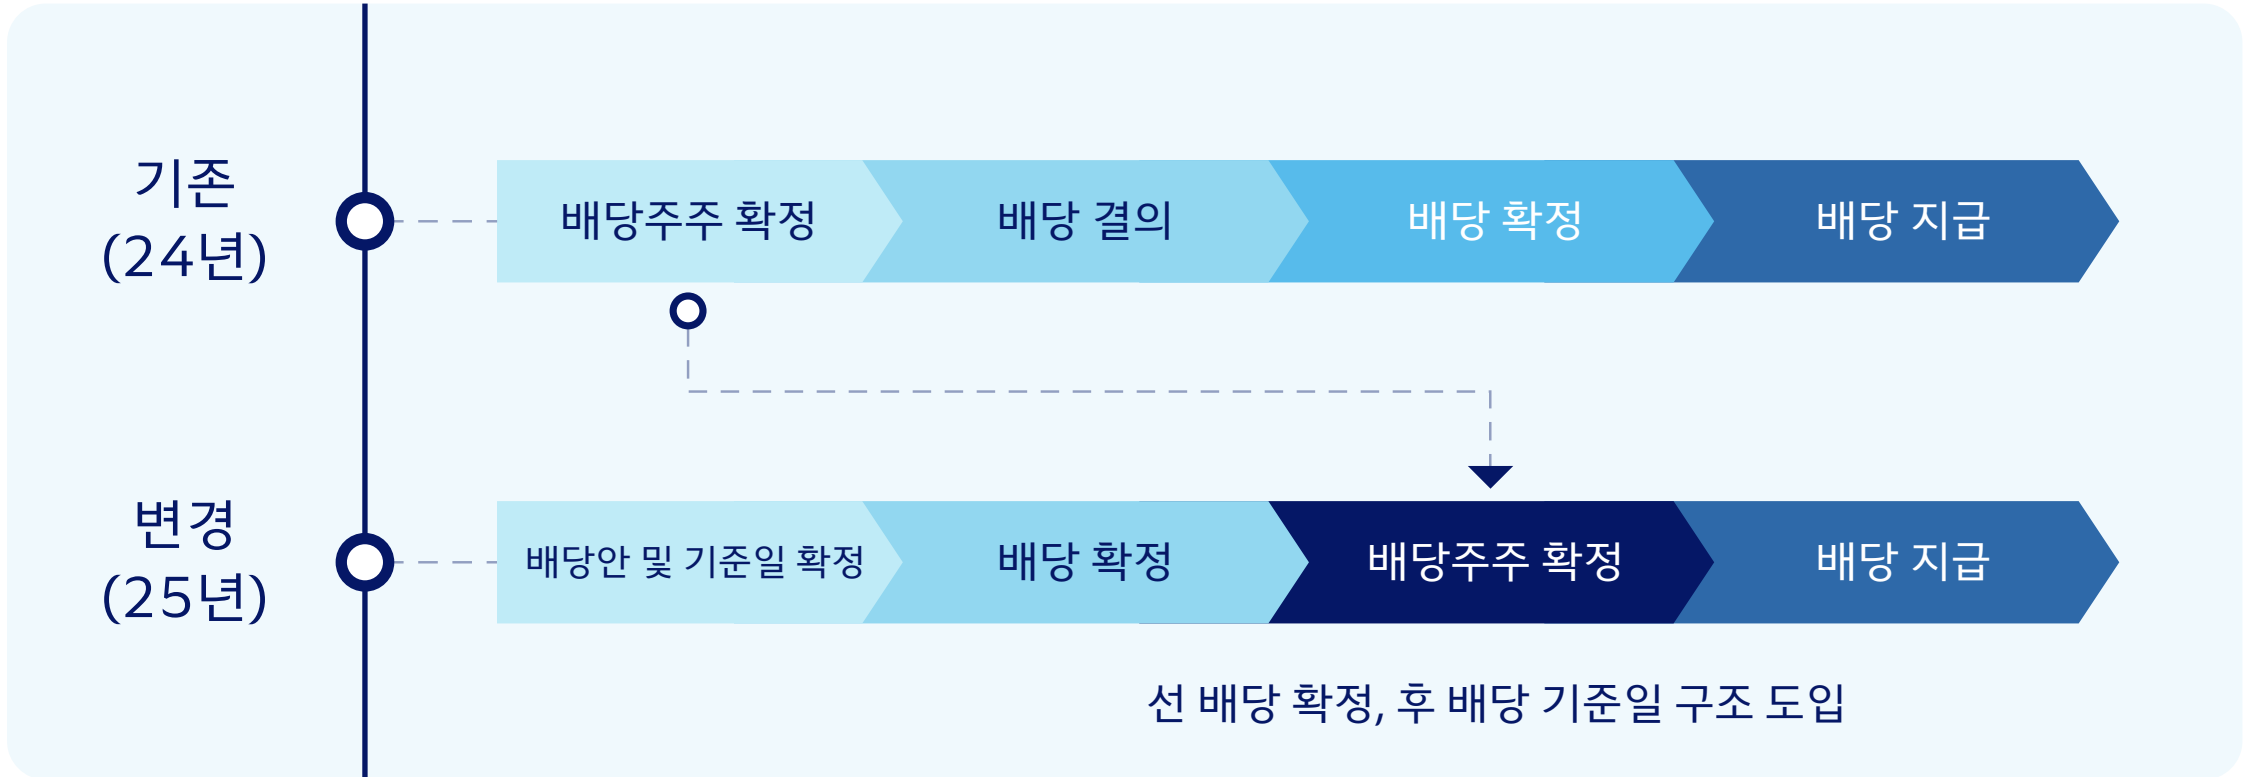 기존
(24년)
배당주주 확정
배당 결의
배당 확정
배당 지급
변경
(25년)
배당안 및 기준일 확정
배당 확정
배당주주 확정
배당 지급
선 배당 확정, 후 배당 기준일 구조 도입